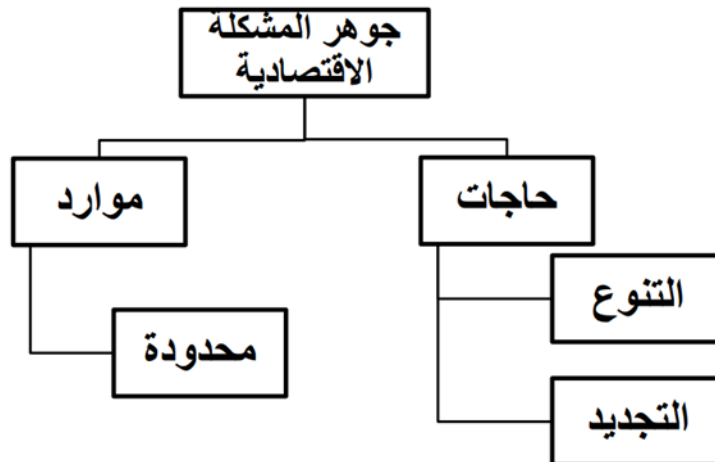 جوهر المشكلة
الاقتصادية
حاجات
موارد
التنوع
محدودة
التجديد